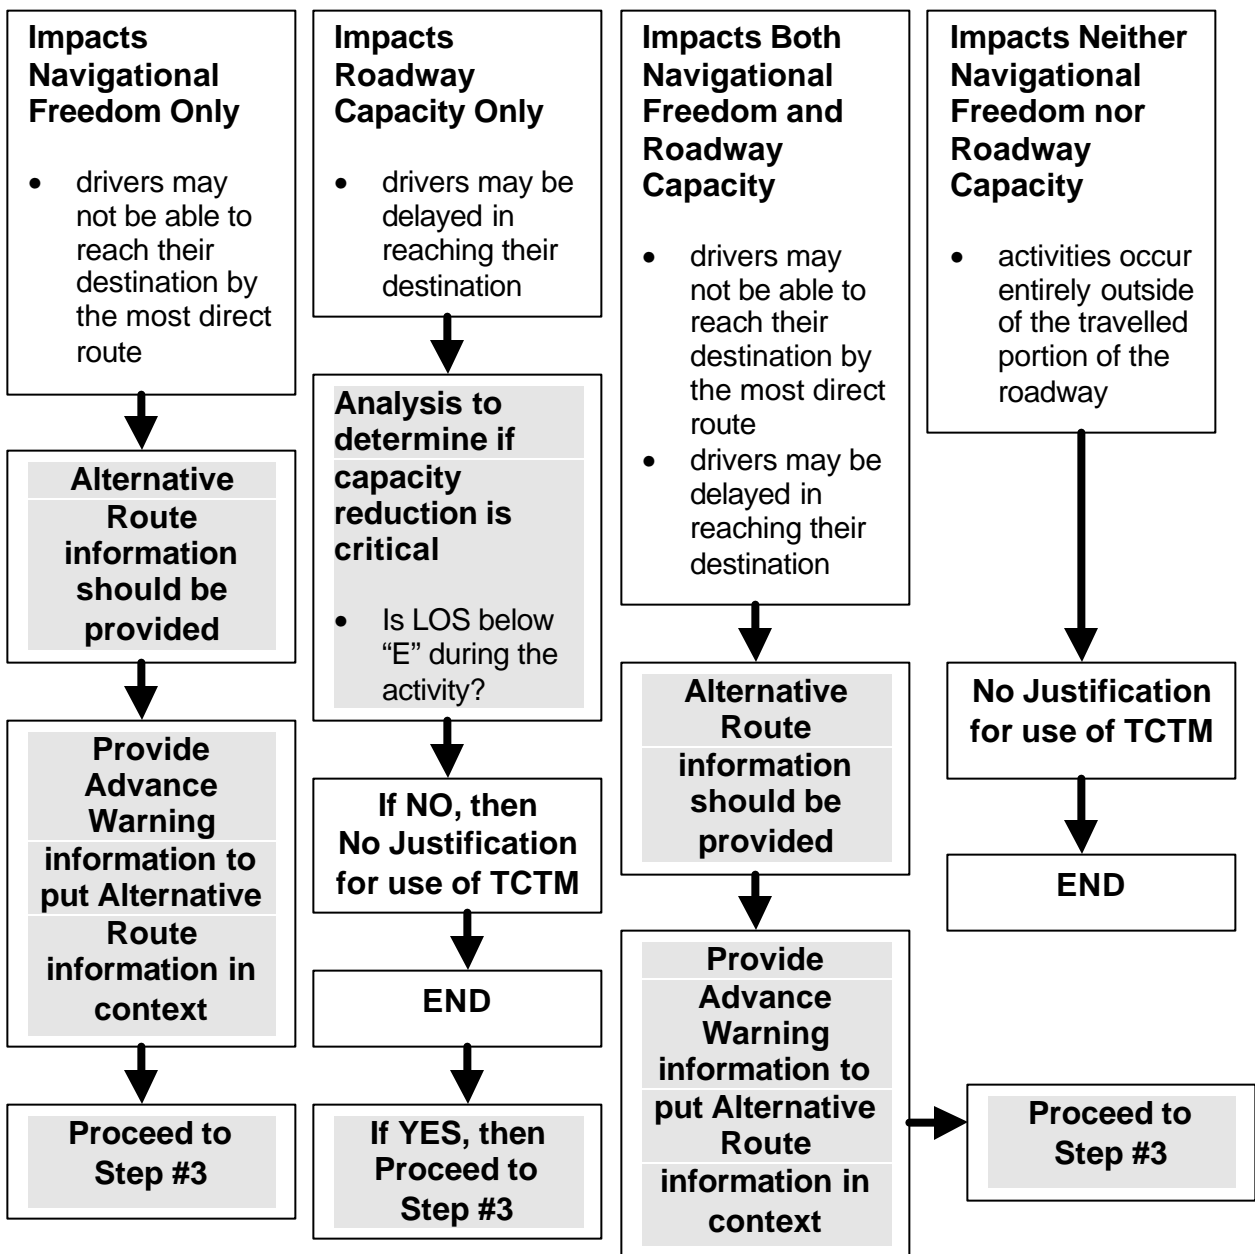 Impacts
Navigational
Freedom Only
• drivers may
not be able to
reach their
destination by
the most direct
route
Alternative
Route
information
should be
provided
Provide
Advance
Warning
information to
put Alternative
Route
information in
context
Proceed to
Step #3
Impacts
Roadway
Capacity Only
• drivers may be
delayed in
reaching their
destination
Analysis to
determine if
capacity
reduction is
critical
• Is LOS below
“E” during the
activity?
If NO, then
No Justification
for use of TCTM
END
If YES, then
Proceed to
Step #3
Impacts Both
Navigational
Freedom and
Roadway
Capacity
• drivers may
not be able to
reach their
destination by
the most direct
route
• drivers may be
delayed in
reaching their
destination
Alternative
Route
information
should be
provided
Provide
Advance
Warning
information to
put Alternative
Route
information in
context
Proceed to
Step #3
Impacts Neither
Navigational
Freedom nor
Roadway
Capacity
• activities occur
entirely outside
of the travelled
portion of the
roadway
No Justification
for use of TCTM
END